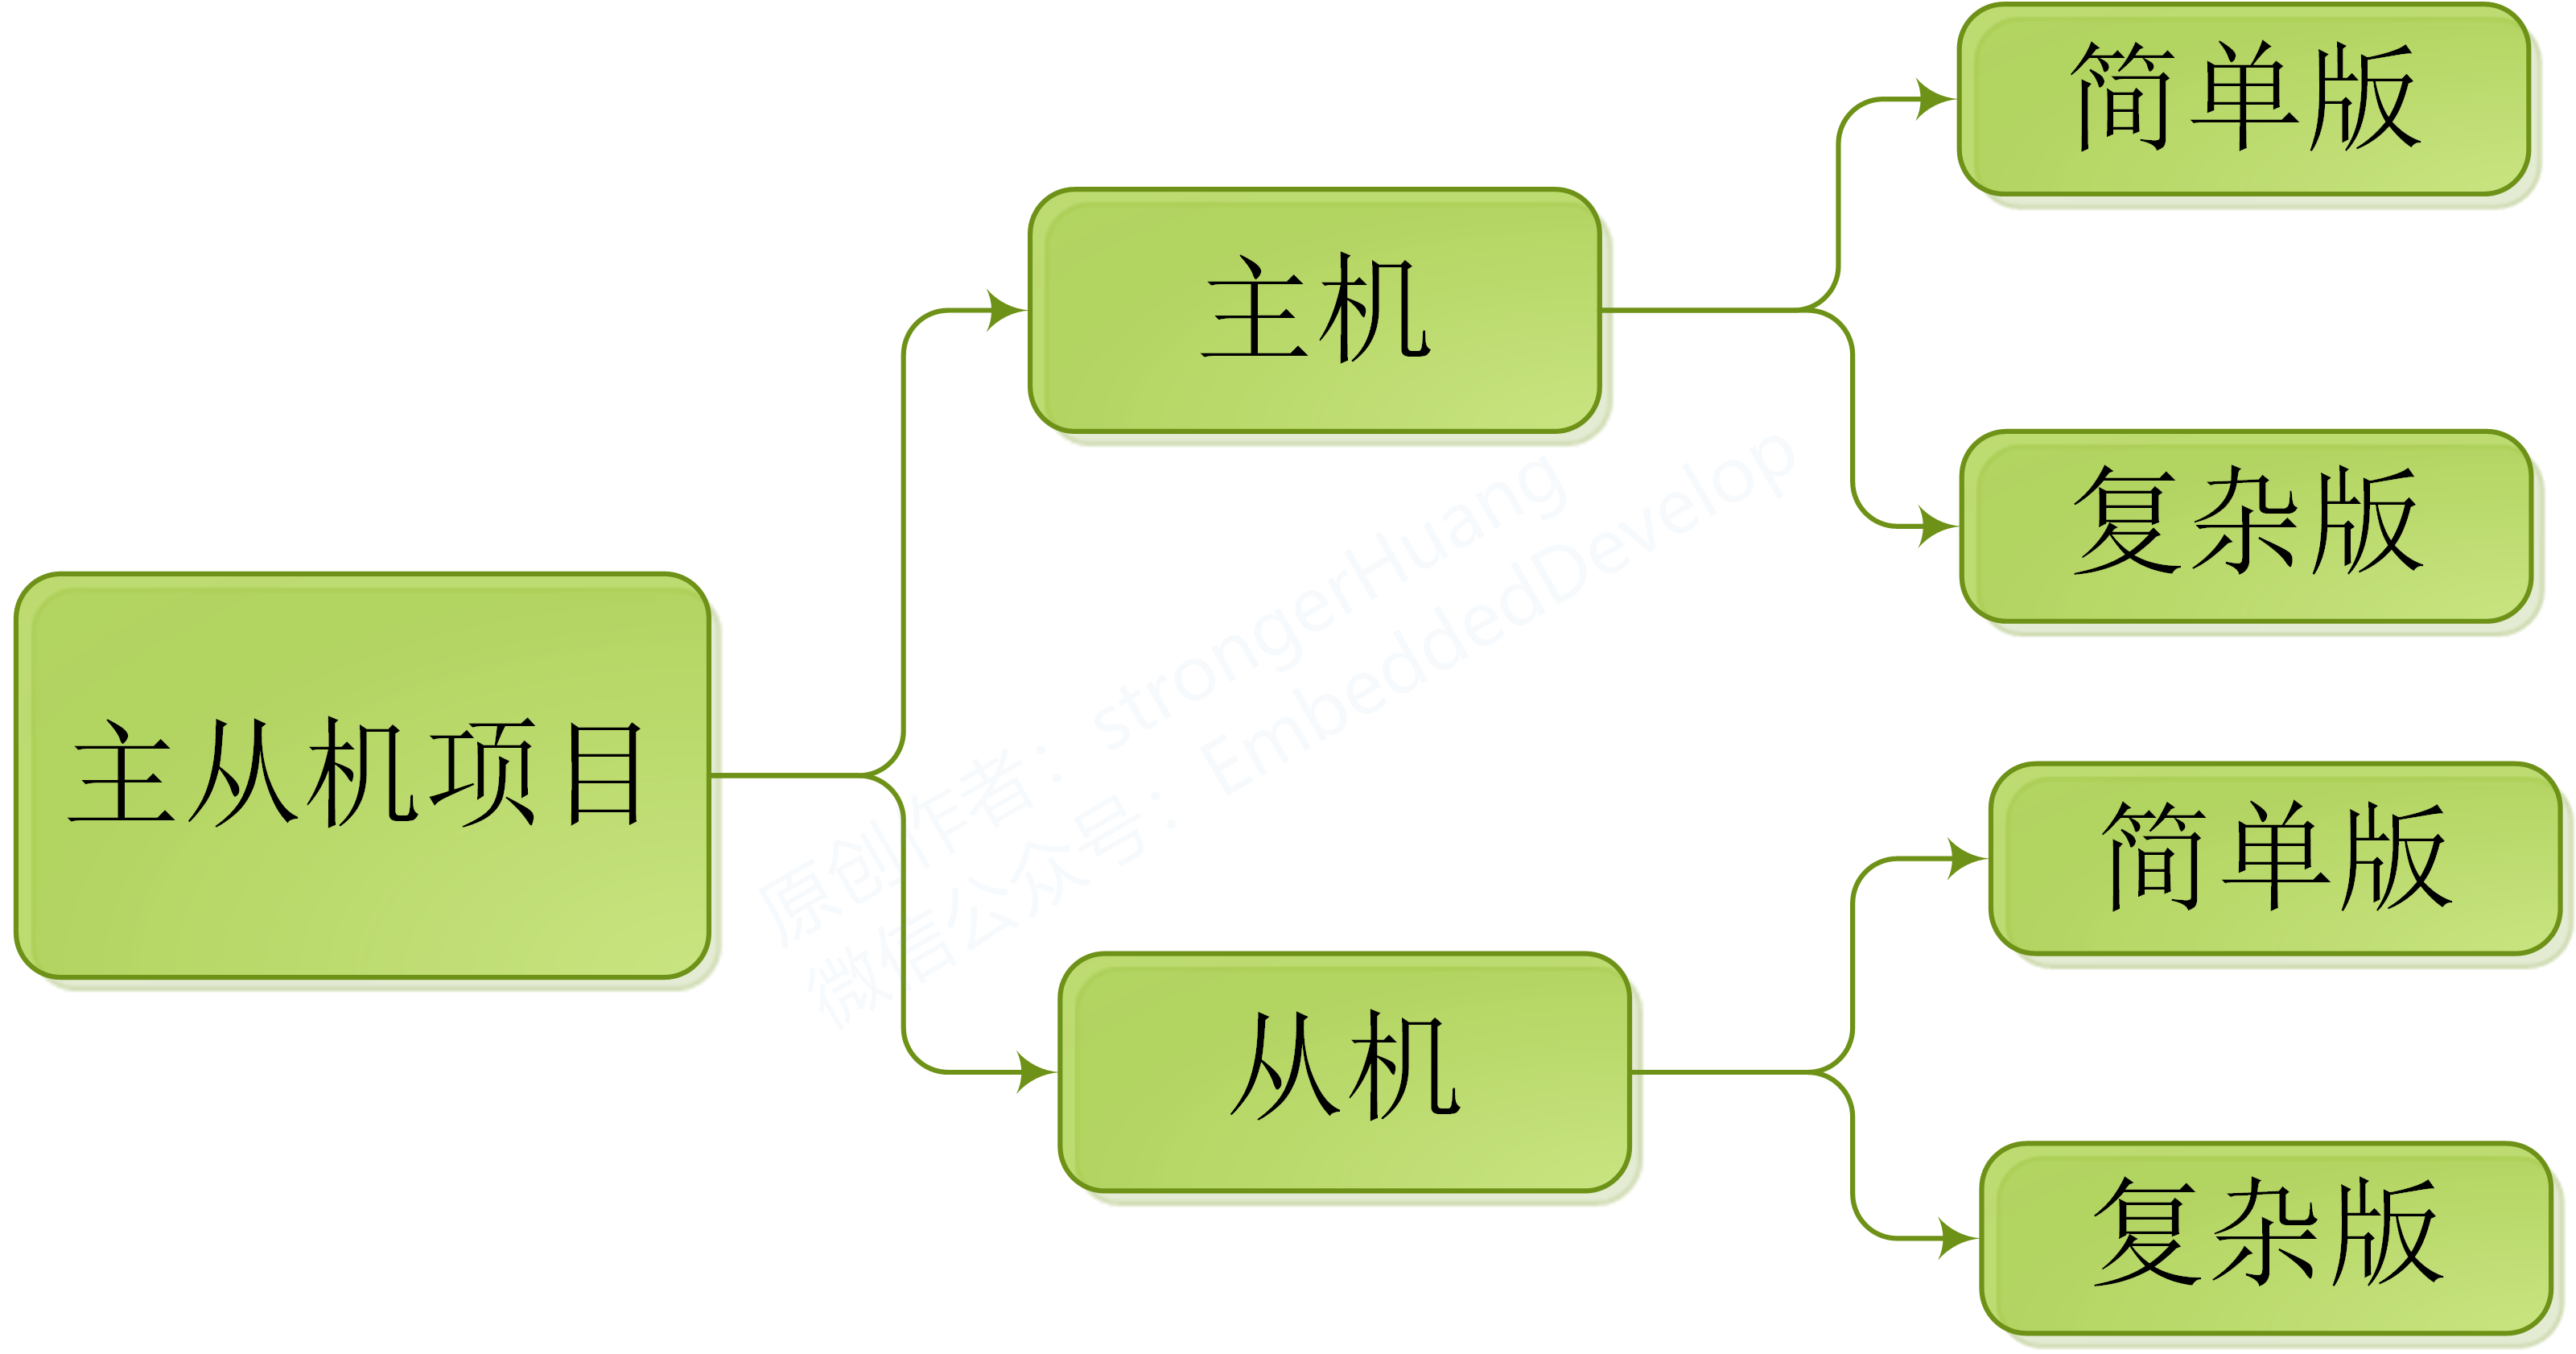 简单版
主机
复杂版
主从机项目
简单版
从机
复杂版
原创作者：strongerHuang
微信公众号：EmbeddedDevelop